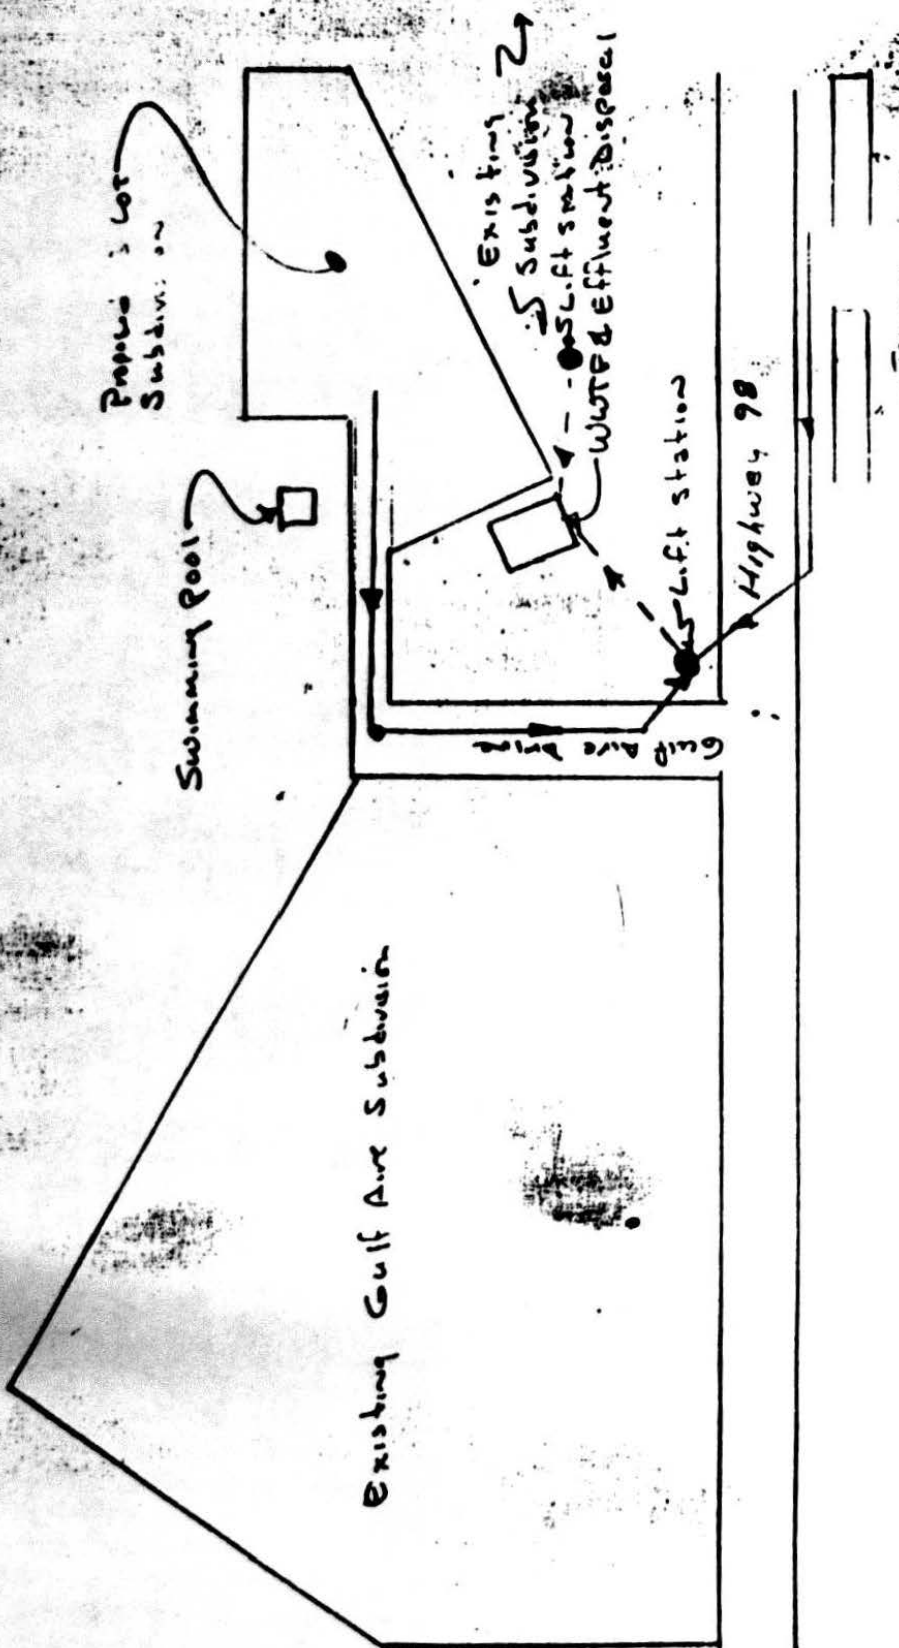 Proposed
Subdivision
Swimming Pool
Existing
Subdivision
Lift station
WWTP & Effluent Disposal
Lift station
Highway 98
Gulf Aire Drive
Existing Gulf Aire Subdivision